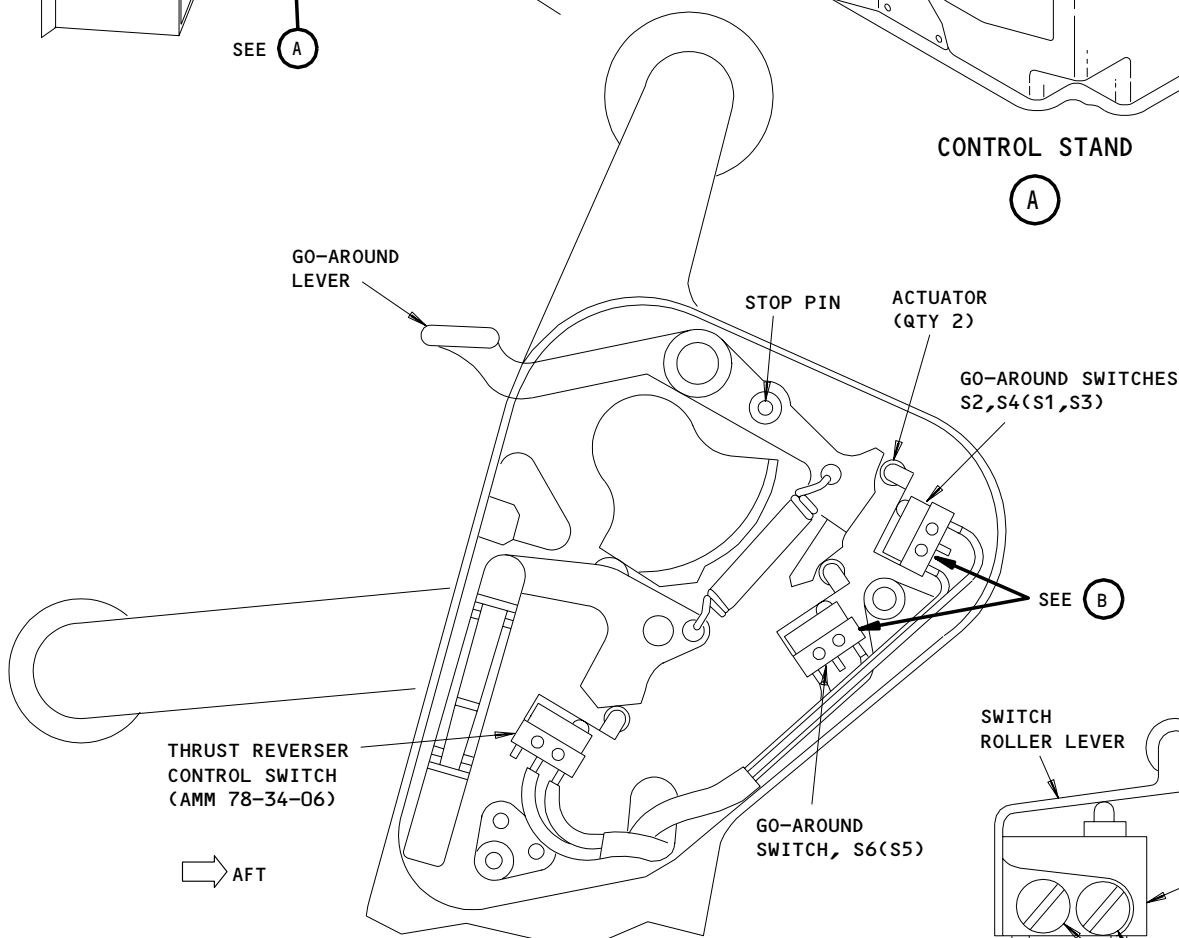 SEE A
CONTROL STAND
A
GO-AROUND
LEVER
STOP PIN
ACTUATOR
(QTY 2)
GO-AROUND SWITCHES
S2,S4(S1,S3)
SEE B
THRUST REVERSER
CONTROL SWITCH
(AMM 78-34-06)
SWITCH
ROLLER LEVER
GO-AROUND
SWITCH, S6(S5)
AFT